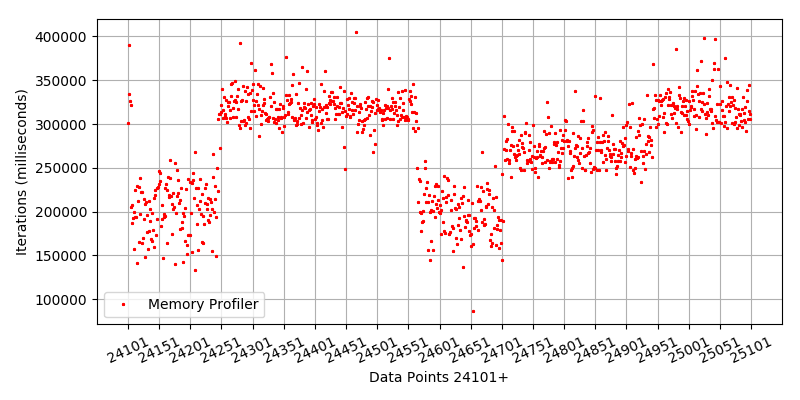 400000
350000
300000
250000
200000
150000
100000
Iterations (milliseconds)
Memory Profiler
24101 24151 24201 24251 24301 24351 24401 24451 24501 24551 24601 24651 24701 24751 24801 24851 24901 24951 25001 25051 25101
Data Points 24101+